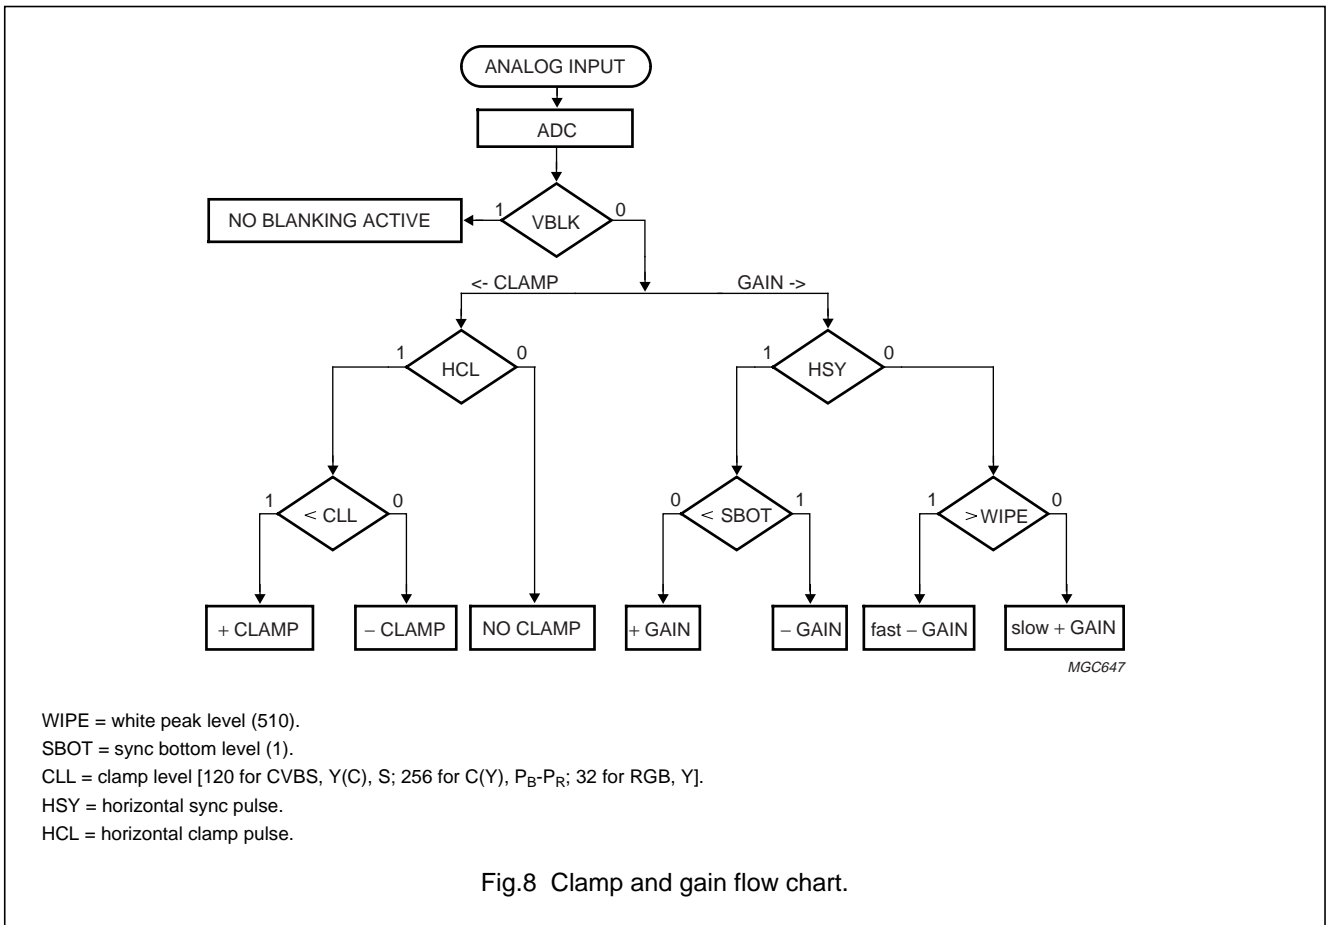 ANALOG INPUT
ADC
NO BLANKING ACTIVE
1 VBLK 0
<- CLAMP GAIN ->
1 HCL 0 1 HSY 0
1 < CLL 0 0 < SBOT 1 1 > WIPE 0
+ CLAMP − CLAMP NO CLAMP + GAIN − GAIN fast − GAIN slow + GAIN
MGC647
WIPE = white peak level (510).
SBOT = sync bottom level (1).
CLL = clamp level [120 for CVBS, Y(C), S; 256 for C(Y), PB-PR; 32 for RGB, Y].
HSY = horizontal sync pulse.
HCL = horizontal clamp pulse.
Fig.8 Clamp and gain flow chart.